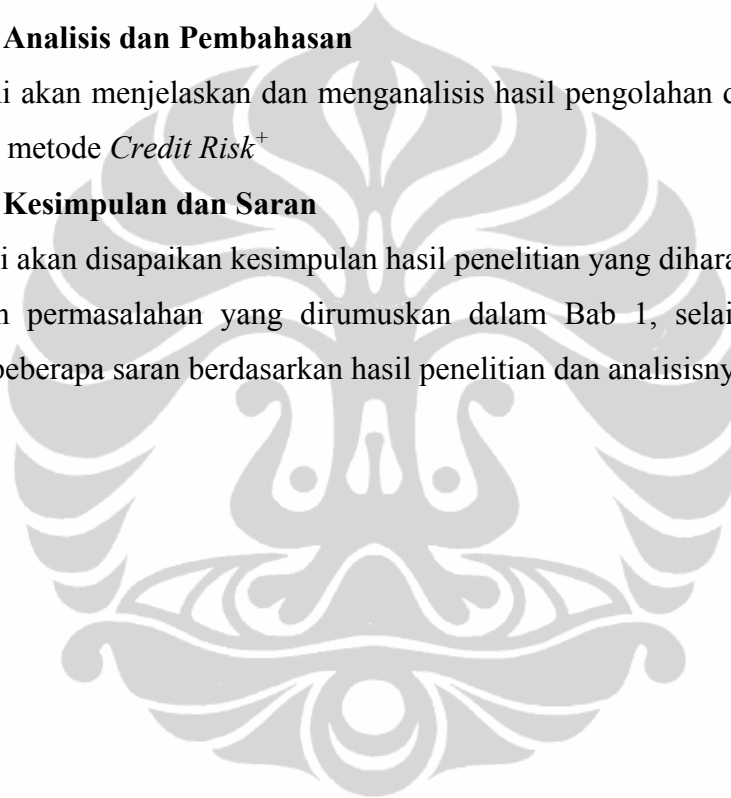 Analisis dan Pembahasan
i akan menjelaskan dan menganalisis hasil pengolahan d
metode Credit Risk+
Kesimpulan dan Saran
i akan disapaikan kesimpulan hasil penelitian yang dihara
permasalahan yang dirumuskan dalam Bab 1, selai
beberapa saran berdasarkan hasil penelitian dan analisisny